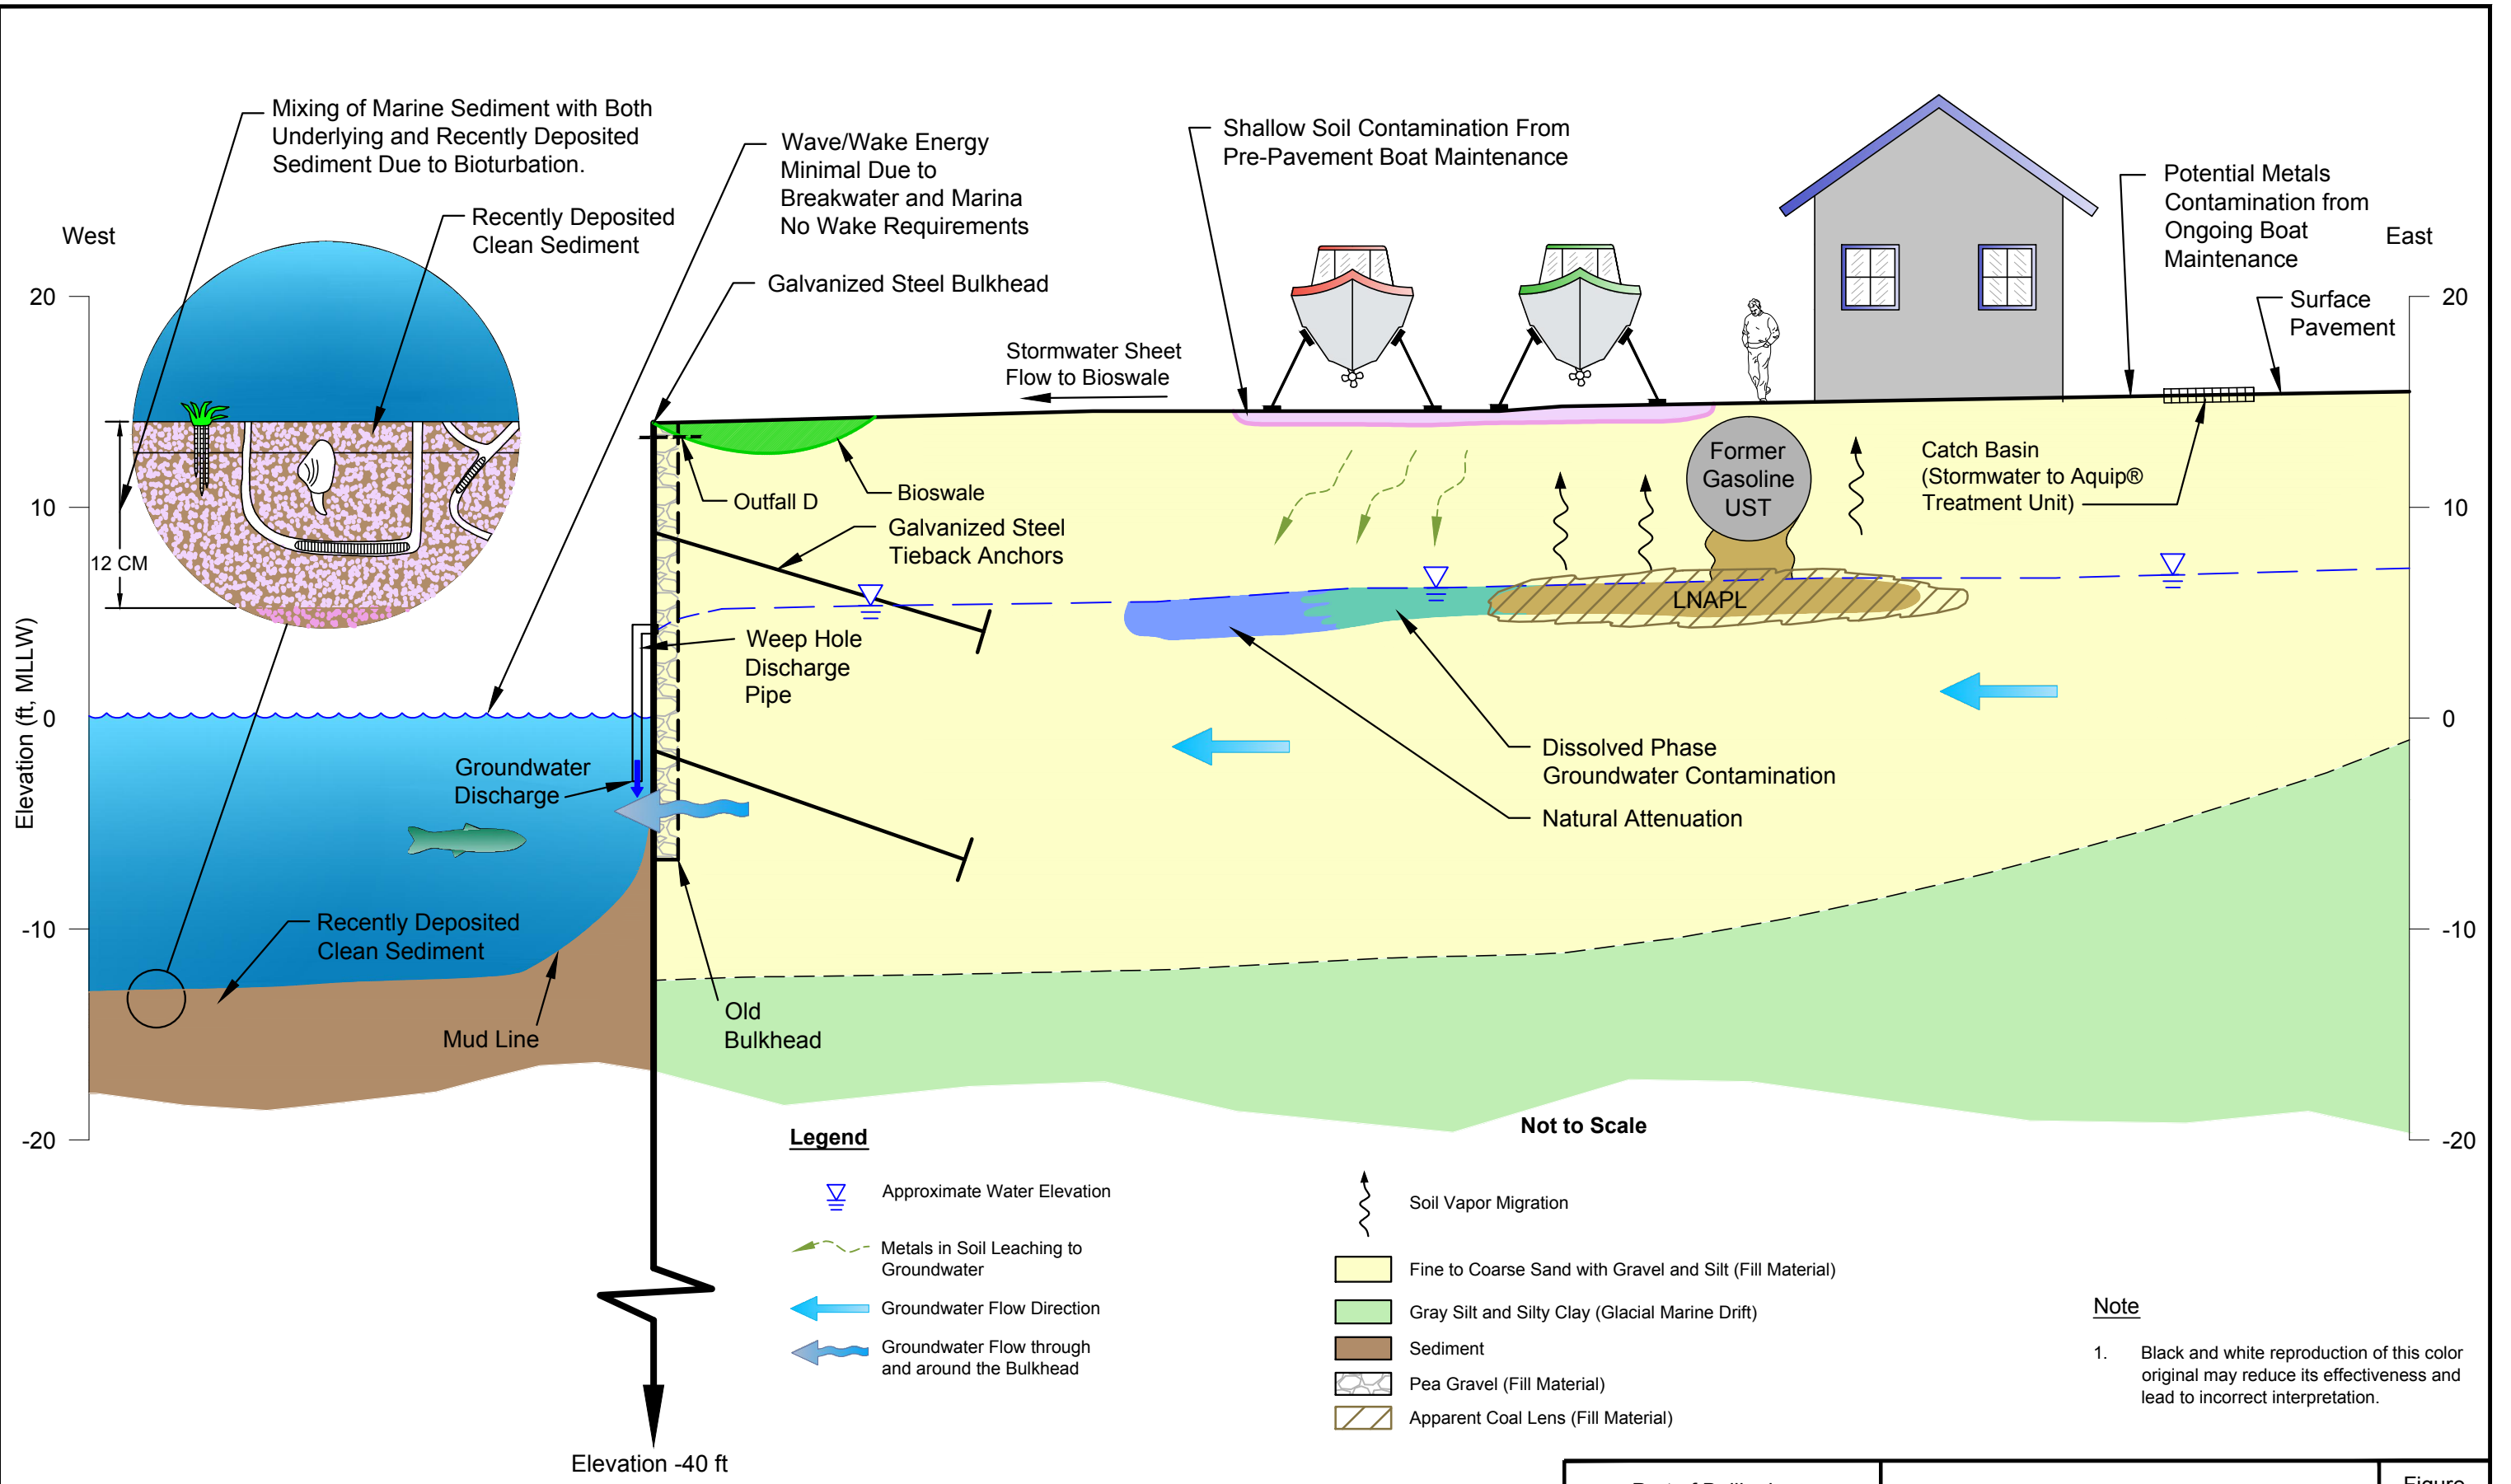 Mixing of Marine Sediment with Both
Underlying and Recently Deposited
Sediment Due to Bioturbation.
Recently Deposited
Clean Sediment
West
Wave/Wake Energy
Minimal Due to
Breakwater and Marina
No Wake Requirements
Galvanized Steel Bulkhead
Shallow Soil Contamination From
Pre-Pavement Boat Maintenance
Potential Metals
Contamination from
Ongoing Boat
Maintenance
East
Surface
Pavement
Stormwater Sheet
Flow to Bioswale
20
10
0
-10
-20
Elevation (ft, MLLW)
20
10
0
-10
-20
12 CM
Outfall D
Bioswale
Galvanized Steel
Tieback Anchors
Former
Gasoline
UST
Catch Basin
(Stormwater to Aquip®
Treatment Unit)
LNAPL
Weep Hole
Discharge
Pipe
Groundwater
Discharge
Dissolved Phase
Groundwater Contamination
Natural Attenuation
Recently Deposited
Clean Sediment
Mud Line
Old
Bulkhead
Not to Scale
Legend
Approximate Water Elevation
Metals in Soil Leaching to
Groundwater
Groundwater Flow Direction
Groundwater Flow through
and around the Bulkhead
Soil Vapor Migration
Fine to Coarse Sand with Gravel and Silt (Fill Material)
Gray Silt and Silty Clay (Glacial Marine Drift)
Sediment
Pea Gravel (Fill Material)
Apparent Coal Lens (Fill Material)
Note
1. Black and white reproduction of this color
original may reduce its effectiveness and
lead to incorrect interpretation.
Elevation -40 ft
Figure